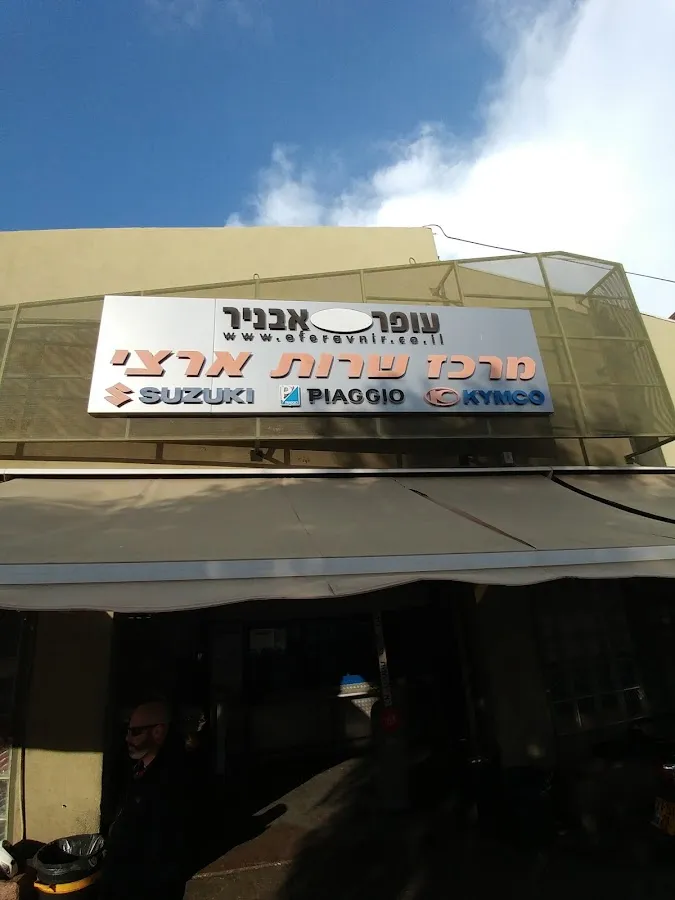 עופר אבניר
www.oferavnir.co.il
מרכז שרות ארצי
SUZUKI PIAGGIO KYMCO